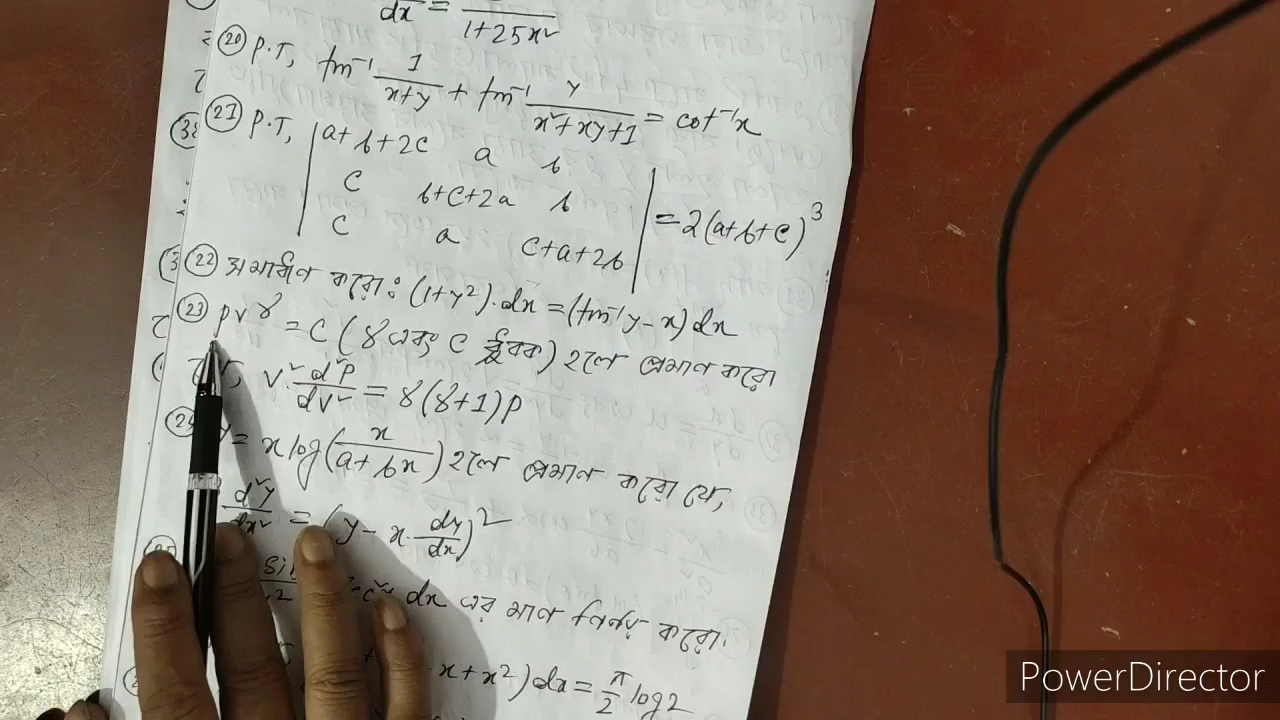 dx = 1+25x²
(20) P.T, tan⁻¹ 1/(x+y) + tan⁻¹ y/(x²+xy+1) = cot⁻¹x
(21) P.T, | a+b+2c a b |
| c b+c+2a b | = 2(a+b+c)³
| c a c+a+2b |
(22) সমাধান করো: (1+y²).dx = (tan⁻¹y-x) dx
(23) pv^γ = c (γ এবং c ধ্রুবক) হলে প্রমাণ করো
v². d²p/dv² = γ(γ+1)p
y = x log(x/(a+bx)) হলে প্রমাণ করো যে,
d²y/dx² = (y - x. dy/dx)²
dx এর মান নির্ণয় করো।
x+x²) dx = π/2 log2
PowerDirector